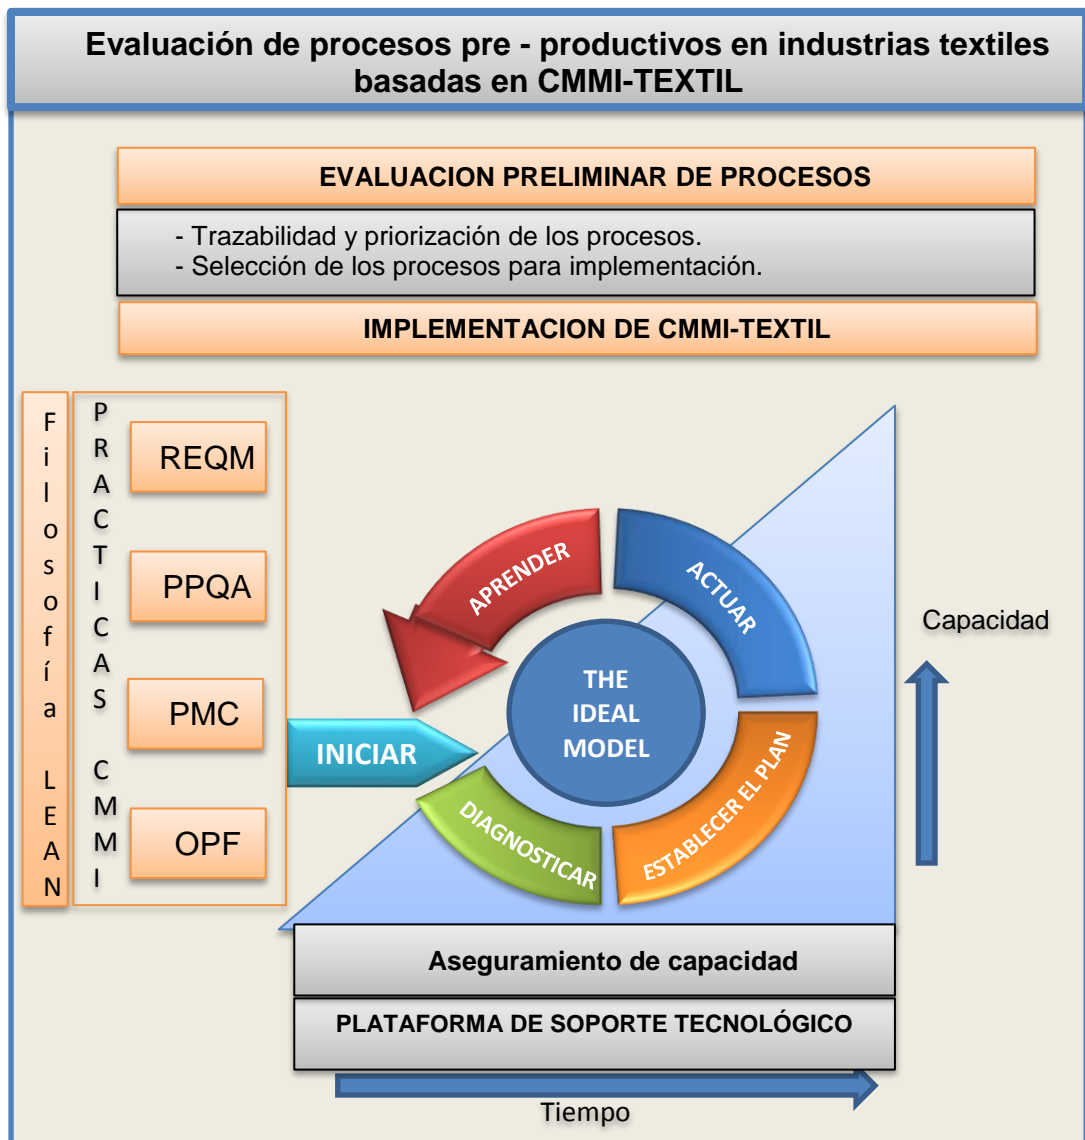 Evaluación de procesos pre - productivos en industrias textiles
basadas en CMMI-TEXTIL
EVALUACION PRELIMINAR DE PROCESOS
- Trazabilidad y priorización de los procesos.
- Selección de los procesos para implementación.
IMPLEMENTACION DE CMMI-TEXTIL
Filosofía LEAN
PRACTICAS CMMI
REQM
PPQA
PMC
OPF
INICIAR
APRENDER
ACTUAR
THE
IDEAL
MODEL
DIAGNOSTICAR
ESTABLECER EL PLAN
Capacidad
Aseguramiento de capacidad
PLATAFORMA DE SOPORTE TECNOLÓGICO
Tiempo